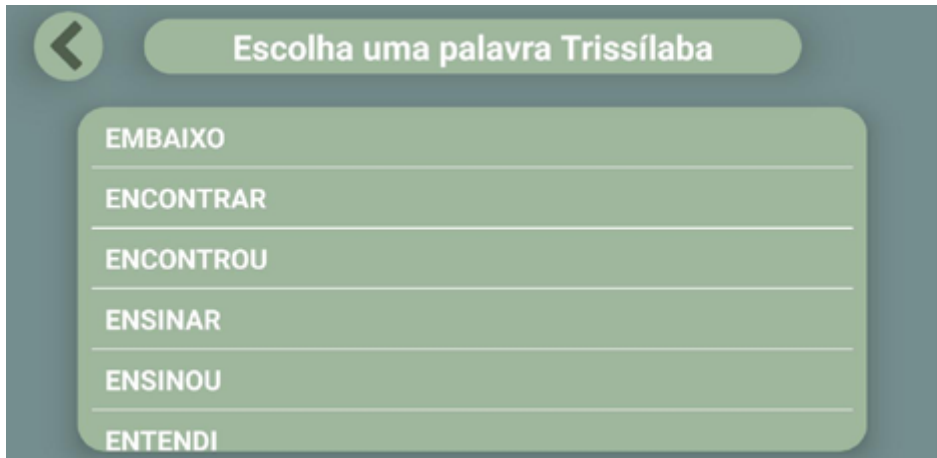 Escolha uma palavra Trissílaba
EMBAIXO
ENCONTRAR
ENCONTROU
ENSINAR
ENSINOU
ENTENDI